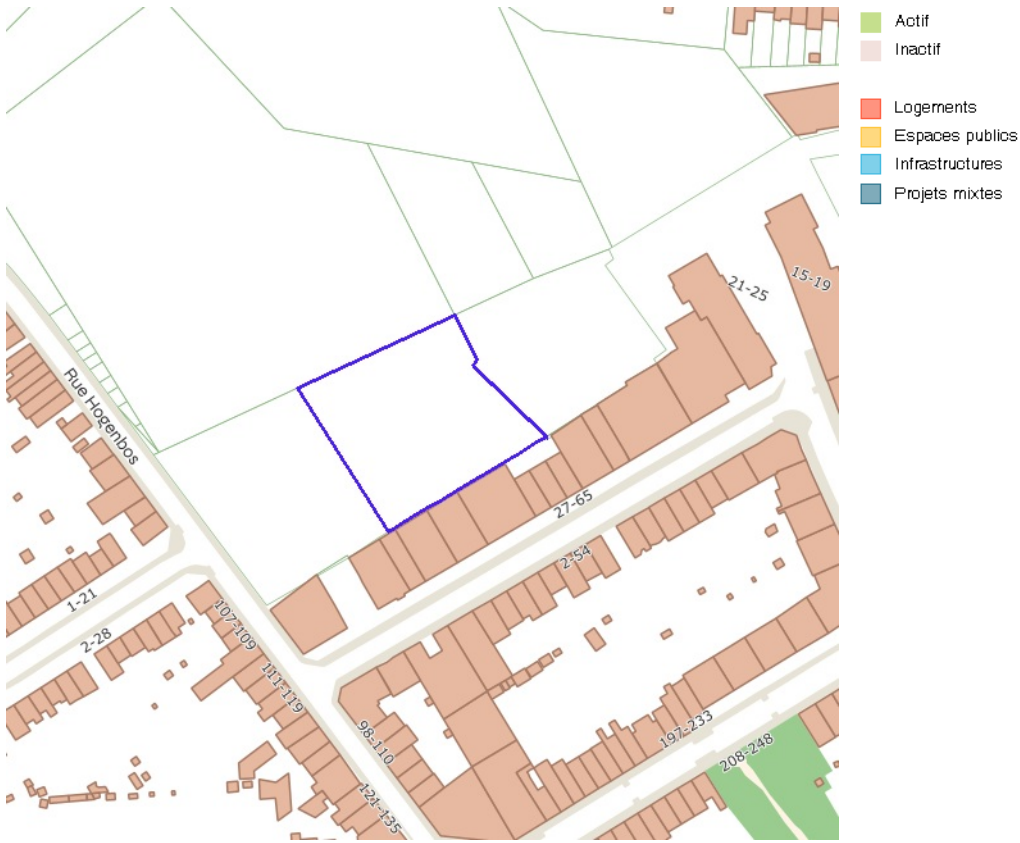 Actif
Inactif
Logements
Espaces publics
Infrastructures
Projets mixtes
15-19
21-25
Rue Hogenbos
27-65
2-54
1-21
107-109
2-28
111-119
98-110
197-233
208-248
121-135